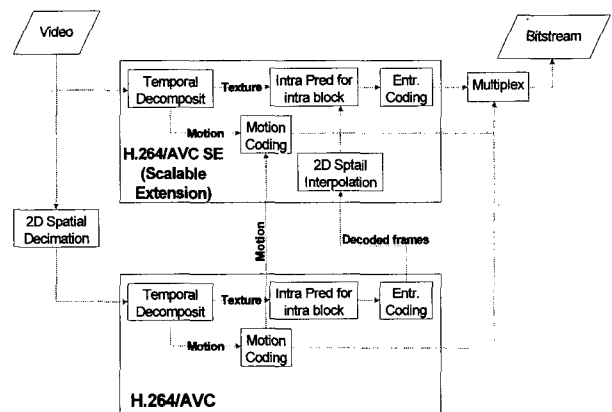 Video
Bitstream
Temporal
Decomposit
Texture
Intra Pred for
intra block
Entr.
Coding
Multiplex
Motion
Motion
Coding
H.264/AVC SE
(Scalable
Extension)
2D Sptail
Interpolation
2D Spatial
Decimation
Motion
Decoded frames
Temporal
Decomposit
Texture
Intra Pred for
intra block
Entr.
Coding
Motion
Motion
Coding
H.264/AVC